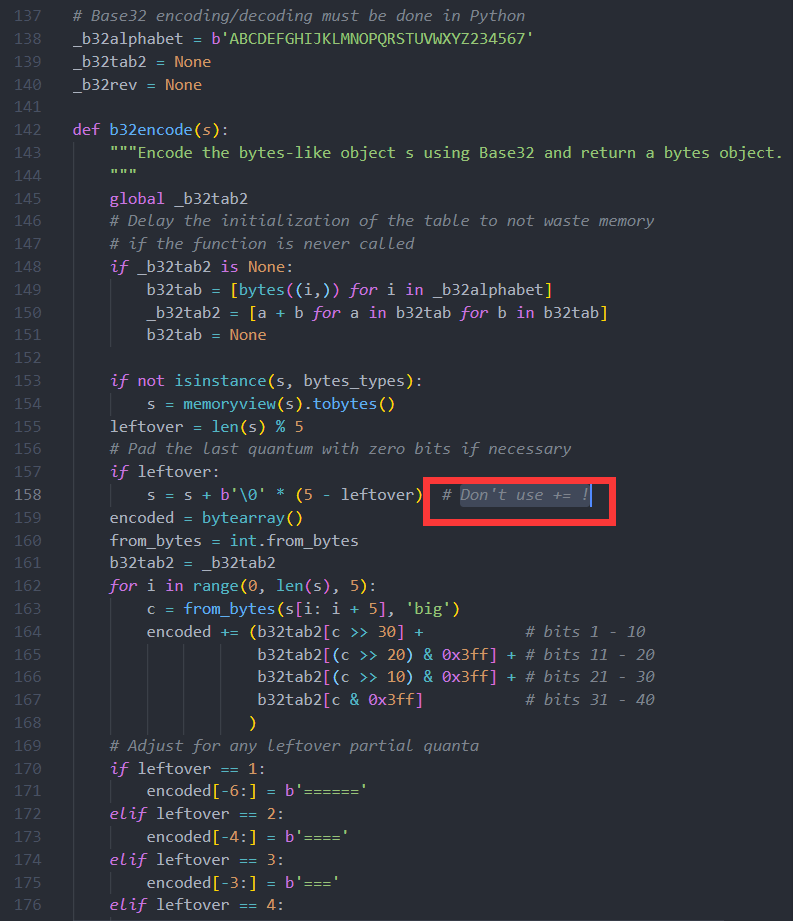 137 # Base32 encoding/decoding must be done in Python
138 _b32alphabet = b'ABCDEFGHIJKLMNOPQRSTUVWXYZ234567'
139 _b32tab2 = None
140 _b32rev = None
141
142 def b32encode(s):
143     """Encode the bytes-like object s using Base32 and return a bytes object.
144     """
145     global _b32tab2
146     # Delay the initialization of the table to not waste memory
147     # if the function is never called
148     if _b32tab2 is None:
149         b32tab = [bytes((i,)) for i in _b32alphabet]
150         _b32tab2 = [a + b for a in b32tab for b in b32tab]
151         b32tab = None
152
153     if not isinstance(s, bytes_types):
154         s = memoryview(s).tobytes()
155     leftover = len(s) % 5
156     # Pad the last quantum with zero bits if necessary
157     if leftover:
158         s = s + b'\0' * (5 - leftover)  # Don't use += !
159     encoded = bytearray()
160     from_bytes = int.from_bytes
161     b32tab2 = _b32tab2
162     for i in range(0, len(s), 5):
163         c = from_bytes(s[i: i + 5], 'big')
164         encoded += (b32tab2[c >> 30] +           # bits 1 - 10
165                     b32tab2[(c >> 20) & 0x3ff] + # bits 11 - 20
166                     b32tab2[(c >> 10) & 0x3ff] + # bits 21 - 30
167                     b32tab2[c & 0x3ff]           # bits 31 - 40
168                    )
169     # Adjust for any leftover partial quanta
170     if leftover == 1:
171         encoded[-6:] = b'======'
172     elif leftover == 2:
173         encoded[-4:] = b'===='
174     elif leftover == 3:
175         encoded[-3:] = b'==='
176     elif leftover == 4: